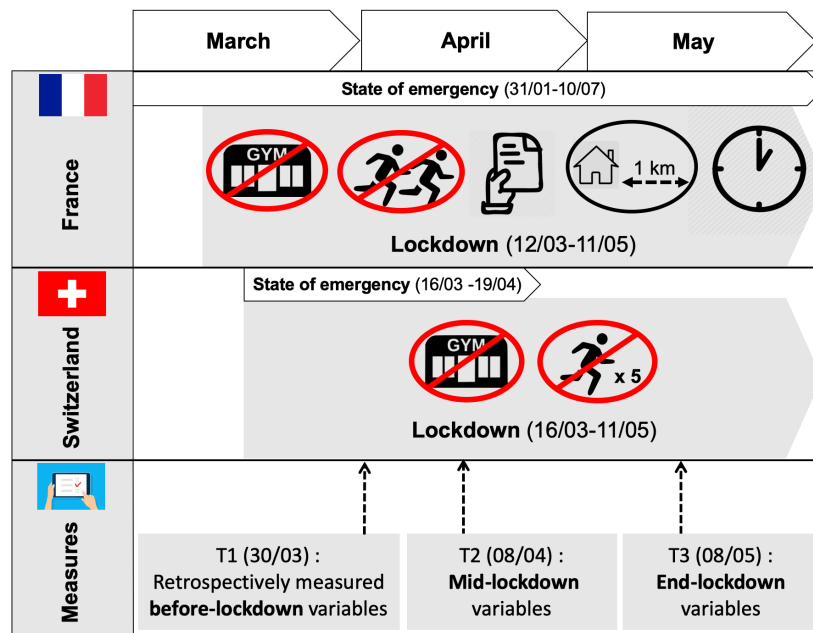 March
April
May
State of emergency (31/01-10/07)
France
GYM
1 km
Lockdown (12/03-11/05)
State of emergency (16/03 -19/04)
Switzerland
GYM
x 5
Lockdown (16/03-11/05)
Measures
T1 (30/03) :
Retrospectively measured
before-lockdown variables
T2 (08/04) :
Mid-lockdown
variables
T3 (08/05) :
End-lockdown
variables